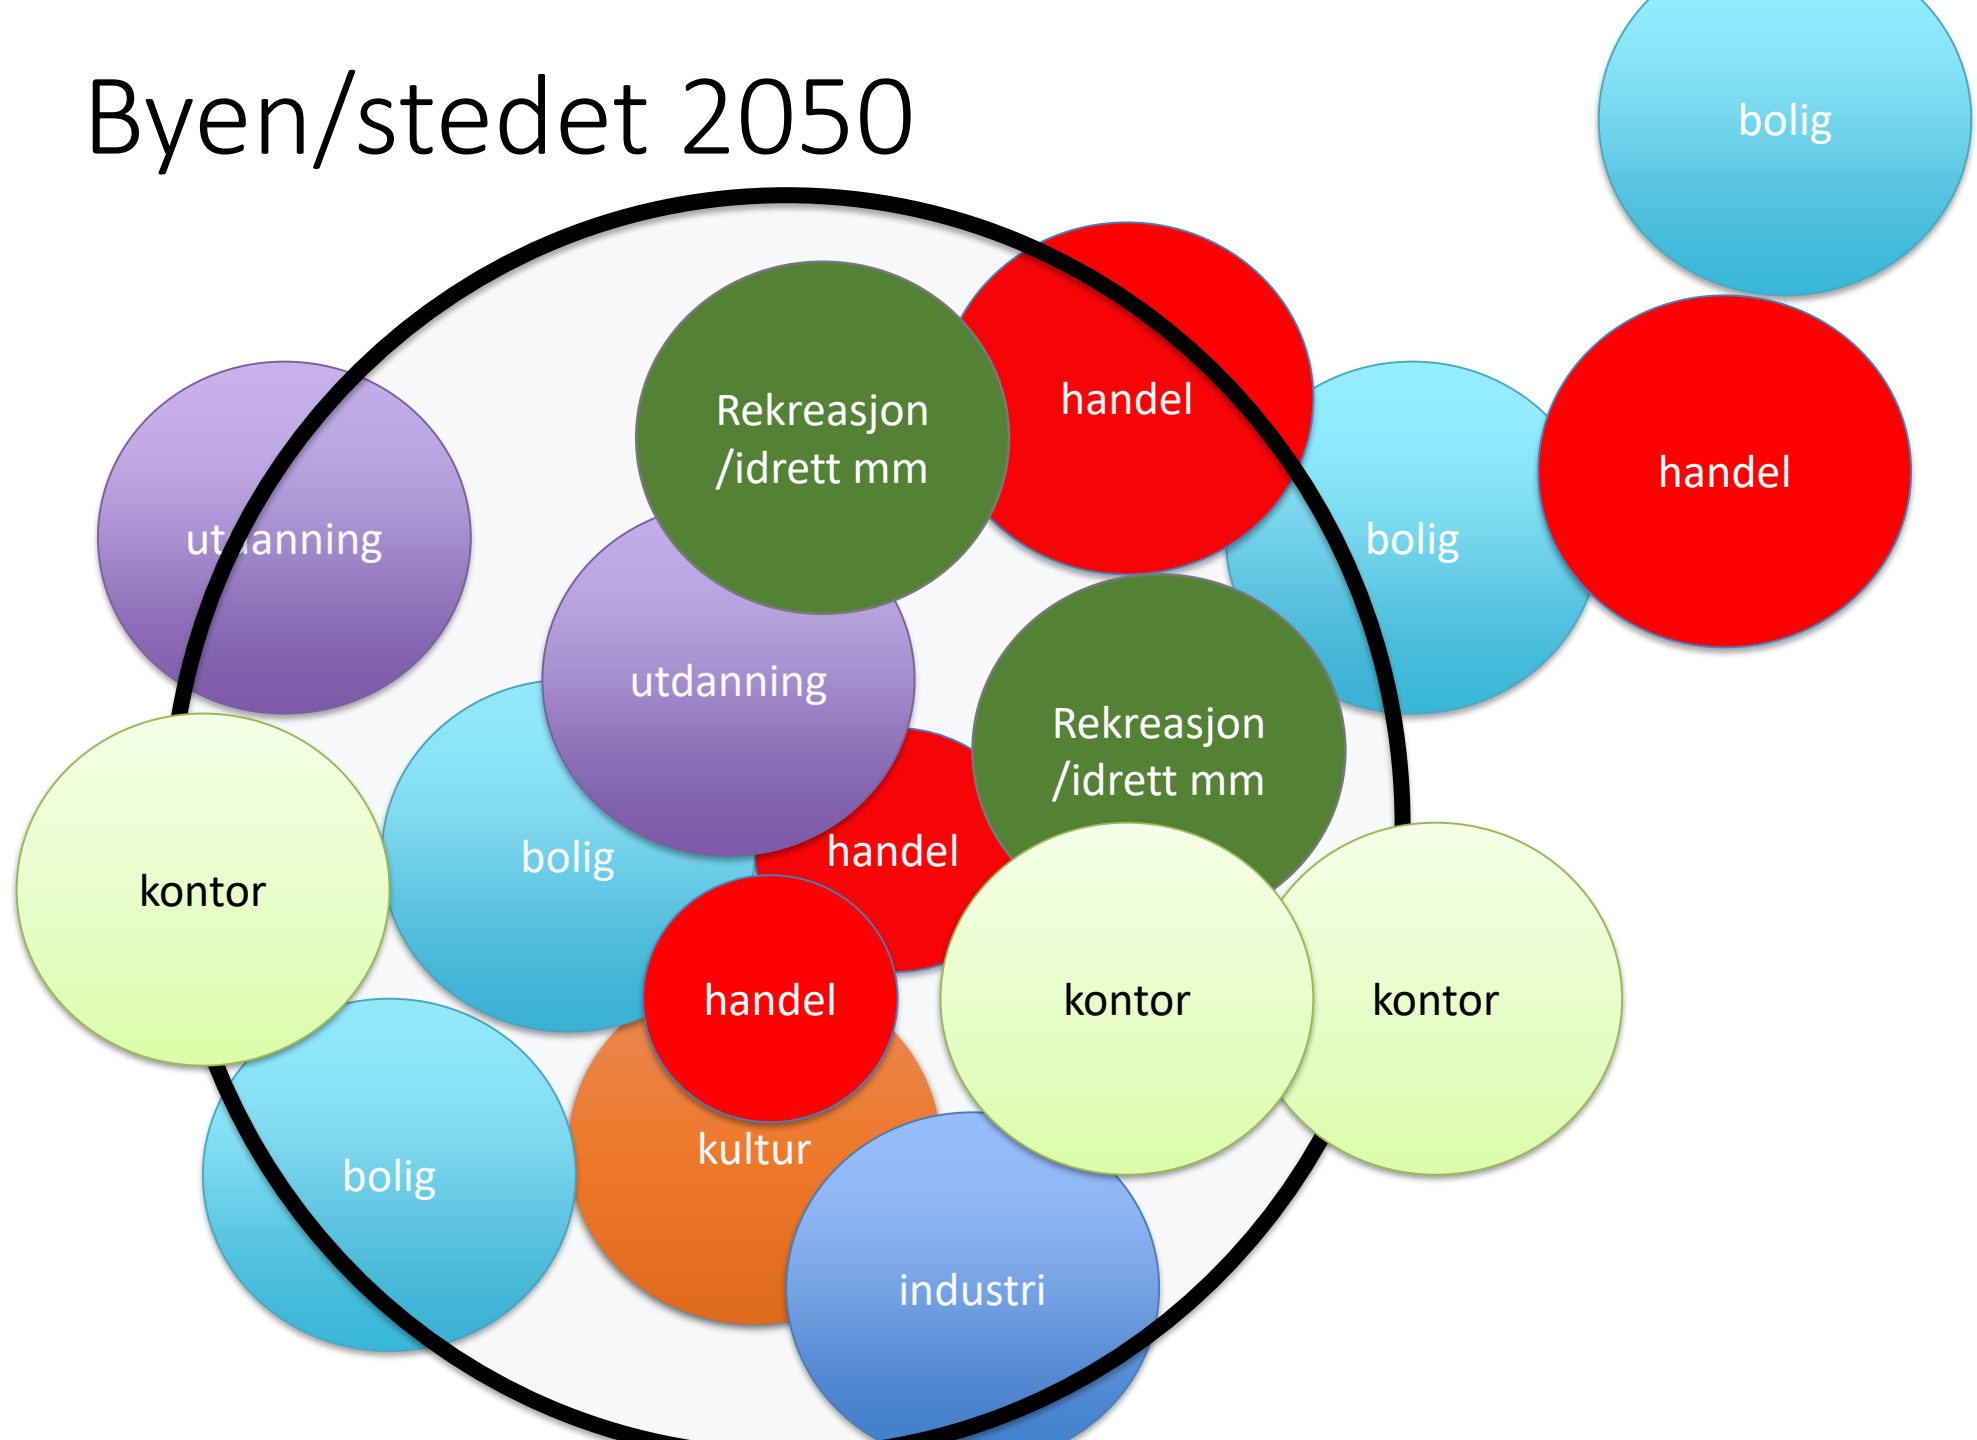 Byen/stedet 2050
bolig
handel
Rekreasjon
/idrett mm
handel
utdanning
bolig
utdanning
Rekreasjon
/idrett mm
handel
bolig
kontor
handel
kontor
kontor
kultur
bolig
industri